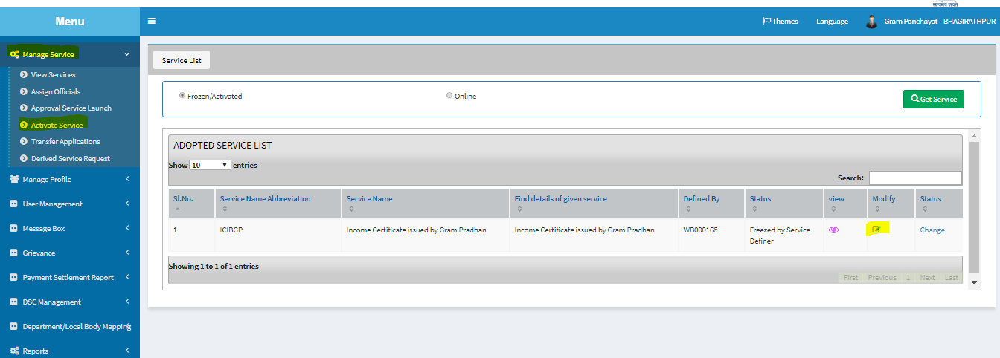 सत्यमेव जयते
Menu
Themes Language Gram Panchayat - BHAGIRATHPUR
Manage Service
View Services
Assign Officials
Approval Service Launch
Activate Service
Transfer Applications
Derived Service Request
Manage Profile
User Management
Message Box
Grievance
Payment Settlement Report
DSC Management
Department/Local Body Mapping
Reports
Service List
Frozen/Activated Online Get Service
ADOPTED SERVICE LIST
Show 10 entries
Search:
Sl.No. Service Name Abbreviation Service Name Find details of given service Defined By Status view Modify Status
1 ICIBGP Income Certificate issued by Gram Pradhan Income Certificate issued by Gram Pradhan WB000168 Freezed by Service Change
Definer
Showing 1 to 1 of 1 entries
First Previous 1 Next Last